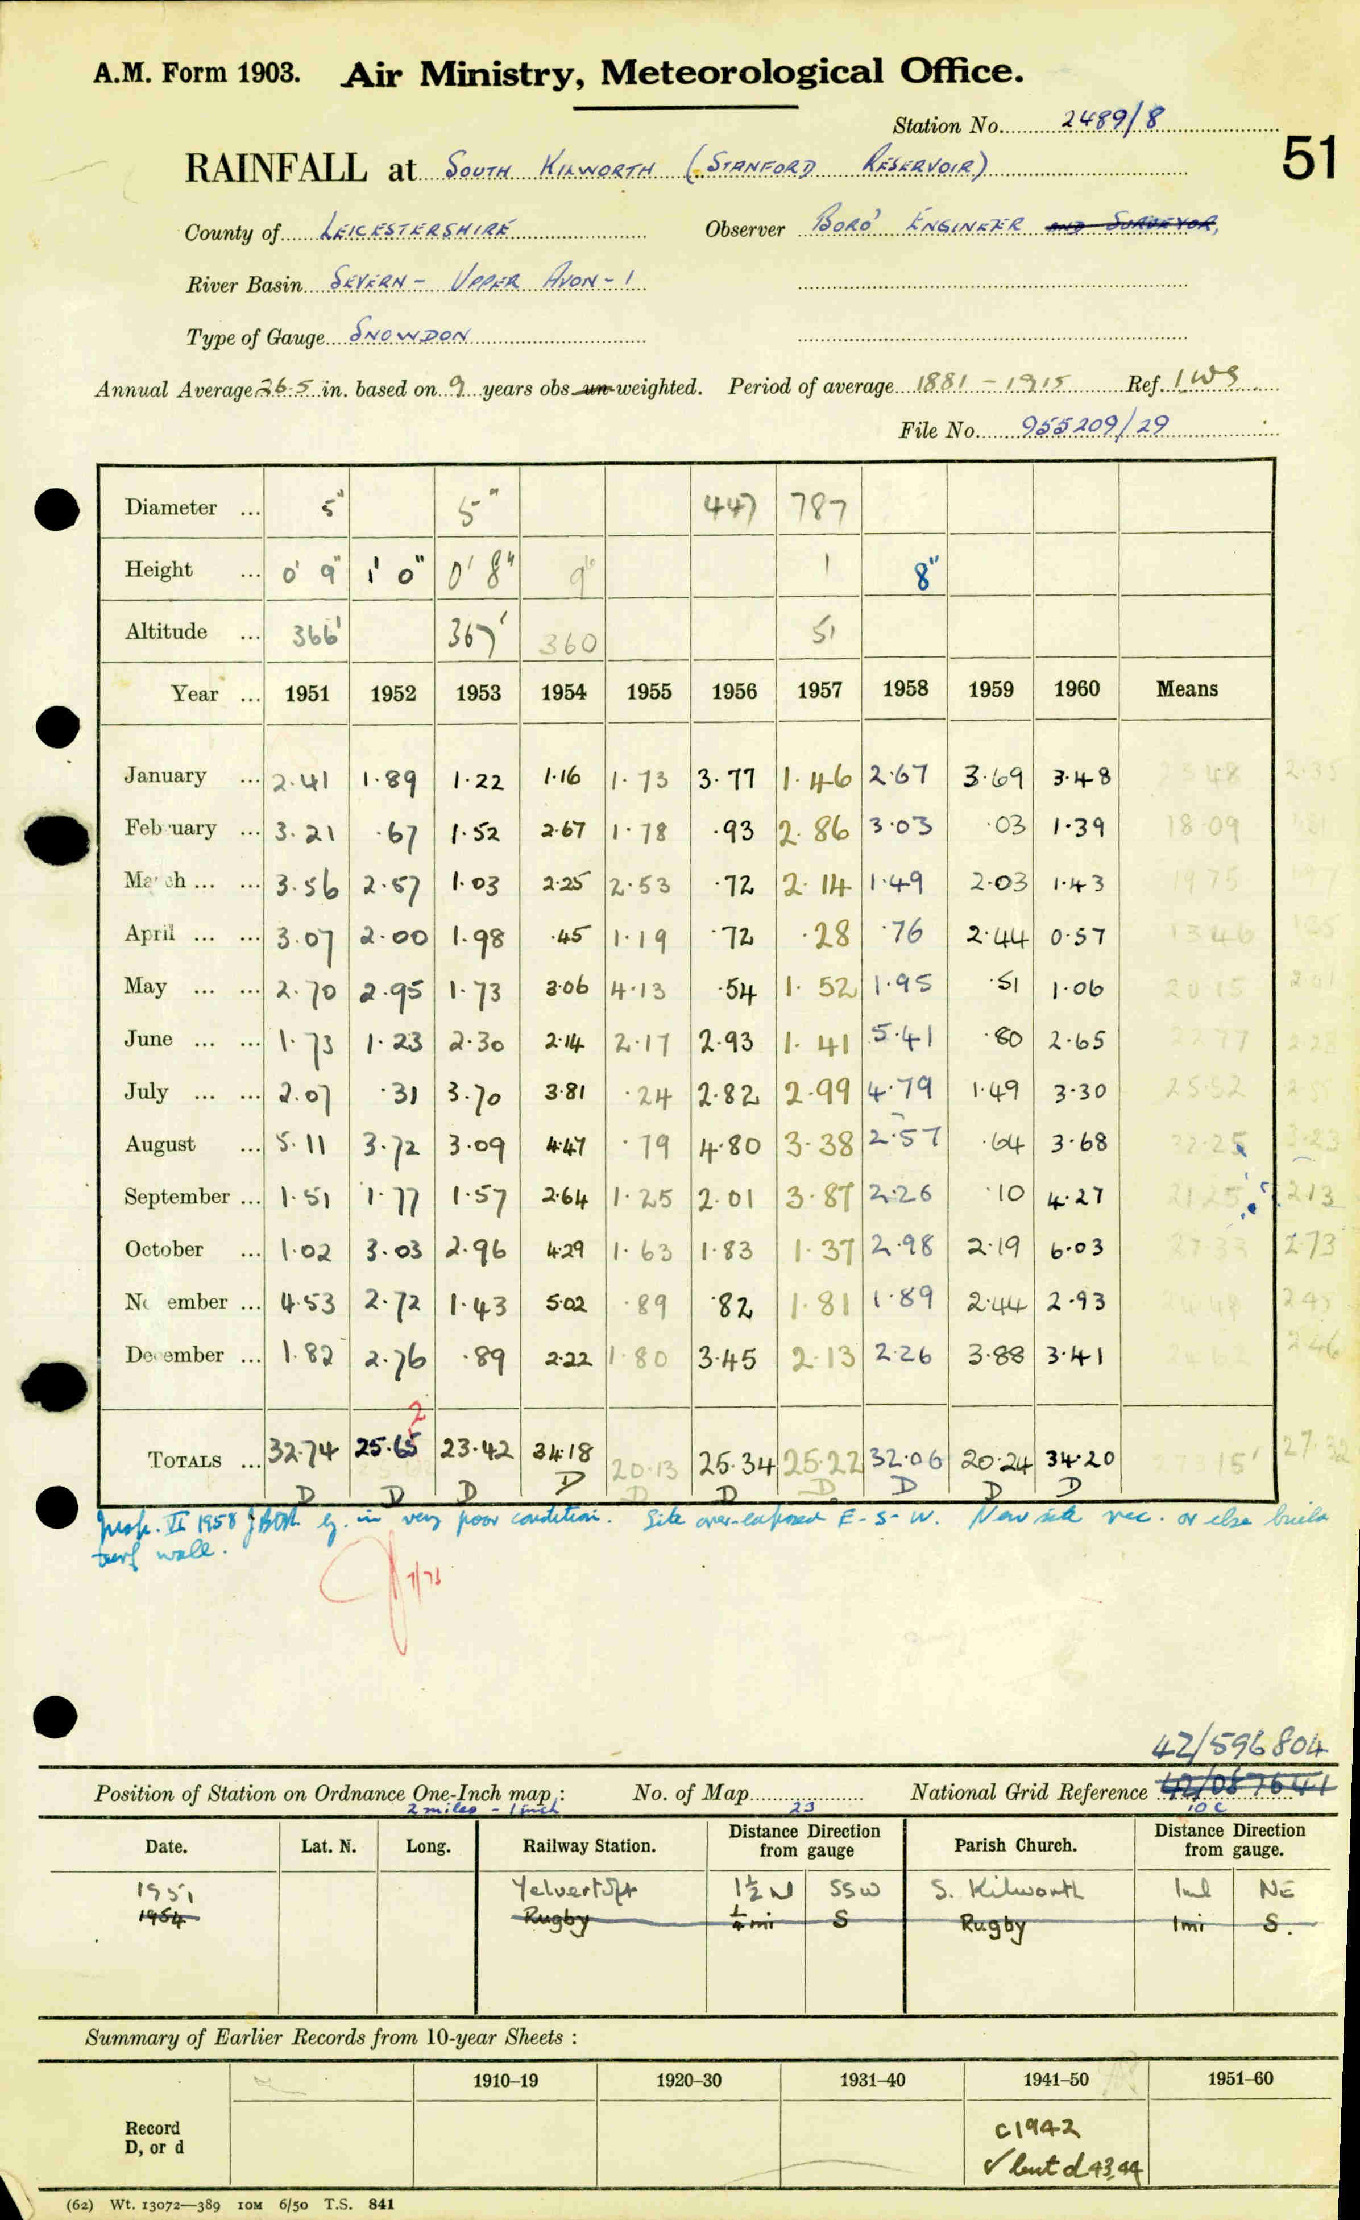 A.M. Form 1903. Air Ministry, Meteorological Office.
Station No. 2489/8
51
RAINFALL at SOUTH KILWORTH (STANFORD RESERVOIR)
County of LEICESTERSHIRE Observer BORO' ENGINEER AND SURVEYOR,
River Basin SEVERN - UPPER AVON - 1
Type of Gauge SNOWDON
Annual Average 26.5 in. based on 9 years obs un-weighted. Period of average 1881 - 1915 Ref. 1WS
File No. 955209/29
Diameter ... 5" 5" 447 787
Height ... 0' 9" 1' 0" 0' 8" 9" 1 8"
Altitude ... 366' 367' 360 51
Year ... 1951 1952 1953 1954 1955 1956 1957 1958 1959 1960 Means
January ... 2.41 1.89 1.22 1.16 1.73 3.77 1.46 2.67 3.69 3.48 23.48 2.35
February ... 3.21 .67 1.52 2.67 1.78 .93 2.86 3.03 .03 1.39 18.09 1.81
March ... ... 3.56 2.57 1.03 2.25 2.53 .72 2.14 1.49 2.03 1.43 19.75 1.97
April ... ... 3.07 2.00 1.98 .45 1.19 .72 .28 .76 2.44 0.57 13.46 1.35
May ... ... 2.70 2.95 1.73 3.06 4.13 .54 1.52 1.95 .51 1.06 20.15 2.01
June ... ... 1.73 1.23 2.30 2.14 2.17 2.93 1.41 5.41 .80 2.65 22.77 2.28
July ... ... 2.07 .31 3.70 3.81 .24 2.82 2.99 4.79 1.49 3.30 25.52 2.55
August ... 5.11 3.72 3.09 4.47 .79 4.80 3.38 2.57 .64 3.68 32.25 3.23
September ... 1.51 1.77 1.57 2.64 1.25 2.01 3.87 2.26 .10 4.27 21.25 2.13
October ... 1.02 3.03 2.96 4.29 1.63 1.83 1.37 2.98 2.19 6.03 27.33 2.73
November ... 4.53 2.72 1.43 5.02 .89 .82 1.81 1.89 2.44 2.93 24.48 2.45
December ... 1.82 2.76 .89 2.22 1.80 3.45 2.13 2.26 3.88 3.41 24.62 2.46
2
TOTALS ... 32.74 25.65 23.42 34.18 20.13 25.34 25.22 32.06 20.24 34.20 273.15 27.32
D D D D D D D D D D
Insp. VI 1958 in very poor condition. Site over-exposed E - S - W. New site rec. or else build
turf wall.
7/71
42/596804
Position of Station on Ordnance One-Inch map: No. of Map National Grid Reference 42/087641
2 miles - 1 inch 23 10c
Date. Lat. N. Long. Railway Station. Distance from Direction gauge Parish Church. Distance from Direction gauge.
1951 Yelvertoft 1½ SSW S. Kilworth 1ml NE
1954 Rugby ¼mi S Rugby 1mi S.
Summary of Earlier Records from 10-year Sheets :
1910–19 1920–30 1931–40 1941–50 1951–60
Record
D, or d
c1942
✓ but d 43,44
(62) Wt. 13072—389 10M 6/50 T.S. 841